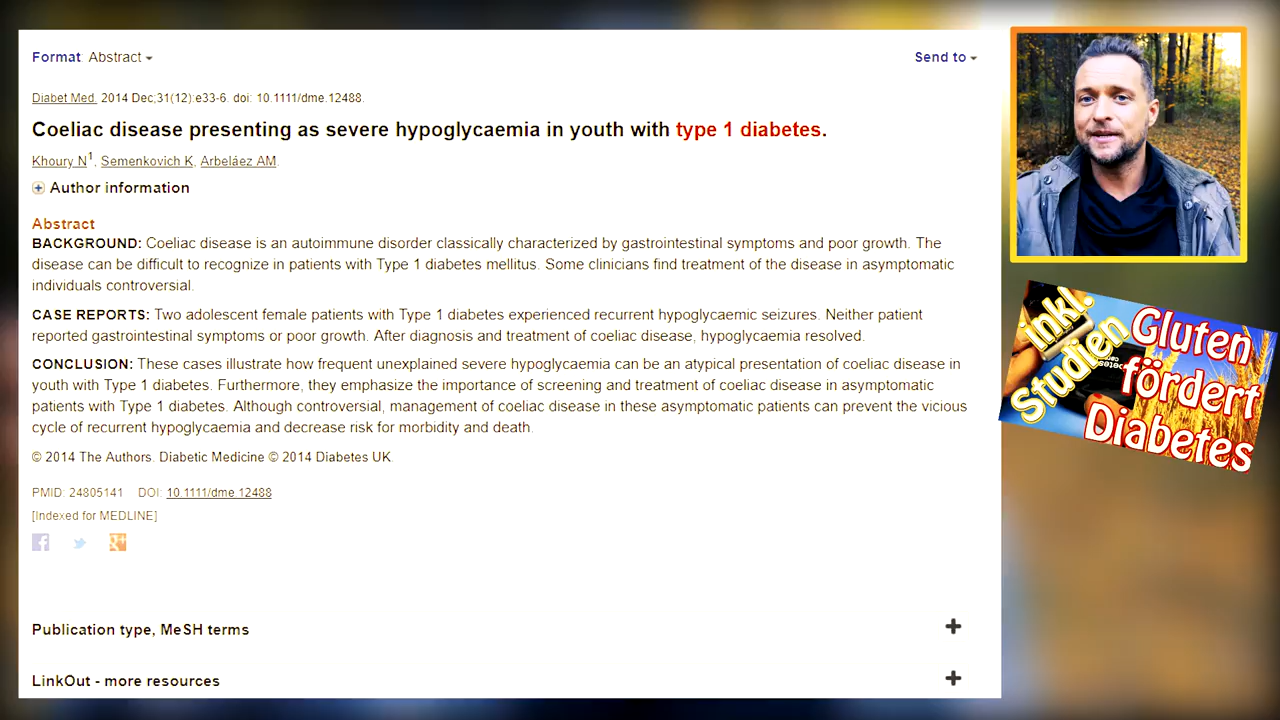 Format Abstract
Send to
Diabet Med. 2014 Dec;31(12):e33-6. doi: 10.1111/dme.12488.
Coeliac disease presenting as severe hypoglycaemia in youth with type 1 diabetes.
Khoury N1, Semenkovich K, Arbeláez AM.
Author information
Abstract
BACKGROUND: Coeliac disease is an autoimmune disorder classically characterized by gastrointestinal symptoms and poor growth. The
disease can be difficult to recognize in patients with Type 1 diabetes mellitus. Some clinicians find treatment of the disease in asymptomatic
individuals controversial.
CASE REPORTS: Two adolescent female patients with Type 1 diabetes experienced recurrent hypoglycaemic seizures. Neither patient
reported gastrointestinal symptoms or poor growth. After diagnosis and treatment of coeliac disease, hypoglycaemia resolved.
CONCLUSION: These cases illustrate how frequent unexplained severe hypoglycaemia can be an atypical presentation of coeliac disease in
youth with Type 1 diabetes. Furthermore, they emphasize the importance of screening and treatment of coeliac disease in asymptomatic
patients with Type 1 diabetes. Although controversial, management of coeliac disease in these asymptomatic patients can prevent the vicious
cycle of recurrent hypoglycaemia and decrease risk for morbidity and death.
© 2014 The Authors. Diabetic Medicine © 2014 Diabetes UK.
PMID: 24805141 DOI: 10.1111/dme.12488
[Indexed for MEDLINE]
Publication type, MeSH terms
LinkOut - more resources
inkl.
Studien
Gluten
fördert
Diabetes